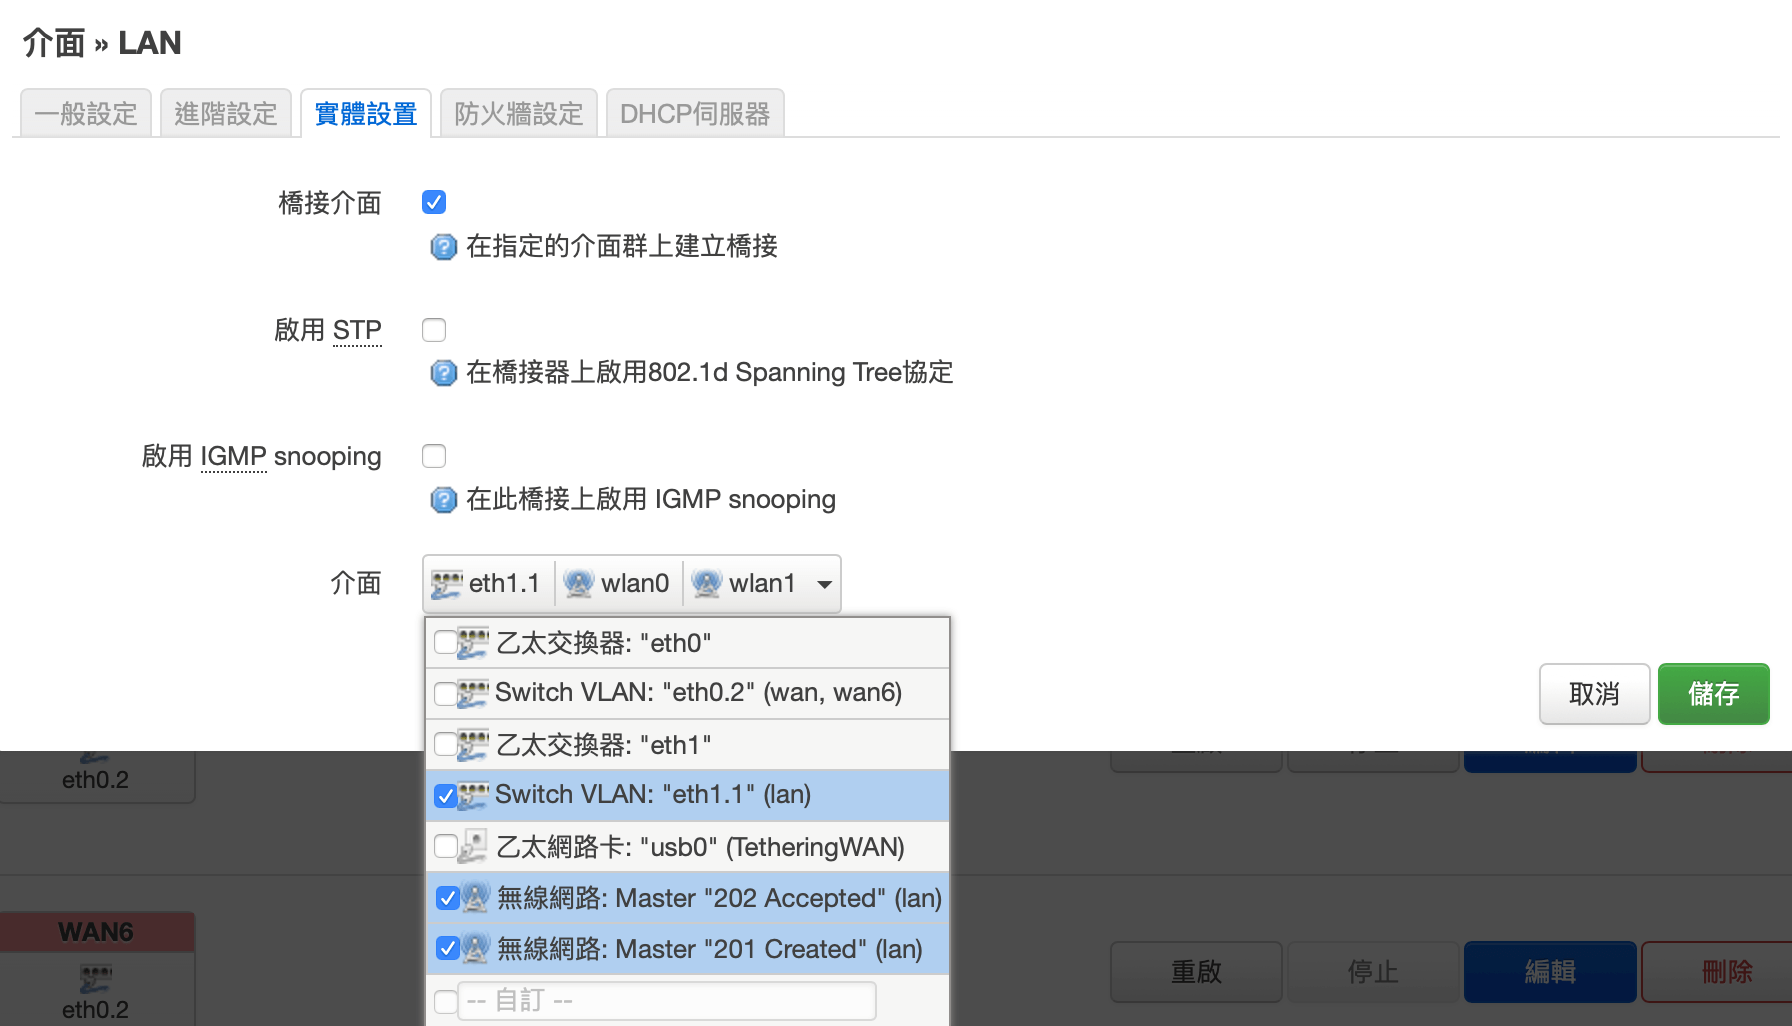 介面 » LAN
一般設定 進階設定 實體設置 防火牆設定 DHCP伺服器
橋接介面
在指定的介面群上建立橋接
啟用 STP
在橋接器上啟用802.1d Spanning Tree協定
啟用 IGMP snooping
在此橋接上啟用 IGMP snooping
介面 eth1.1 wlan0 wlan1
乙太交換器: "eth0"
Switch VLAN: "eth0.2" (wan, wan6)
取消 儲存
乙太交換器: "eth1"
eth0.2
Switch VLAN: "eth1.1" (lan)
乙太網路卡: "usb0" (TetheringWAN)
無線網路: Master "202 Accepted" (lan)
WAN6
無線網路: Master "201 Created" (lan)
重啟 停止 編輯 刪除
-- 自訂 --
eth0.2